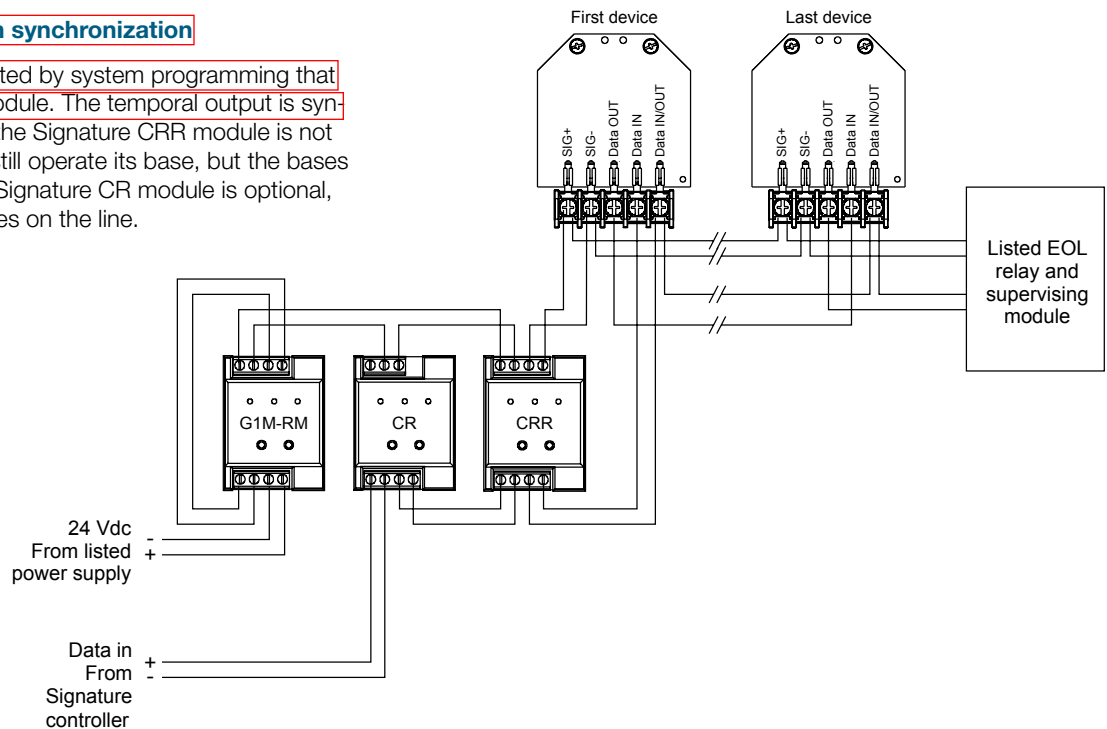 n synchronization
ted by system programming that
odule. The temporal output is syn-
the Signature CRR module is not
still operate its base, but the bases
Signature CR module is optional,
es on the line.
First device
Last device
SIG+
SIG-
Data OUT
Data IN
Data IN/OUT
SIG+
SIG-
Data OUT
Data IN
Data IN/OUT
Listed EOL
relay and
supervising
module
G1M-RM
CR
CRR
24 Vdc
-
From listed
+
power supply
Data in
+
From
-
Signature
controller